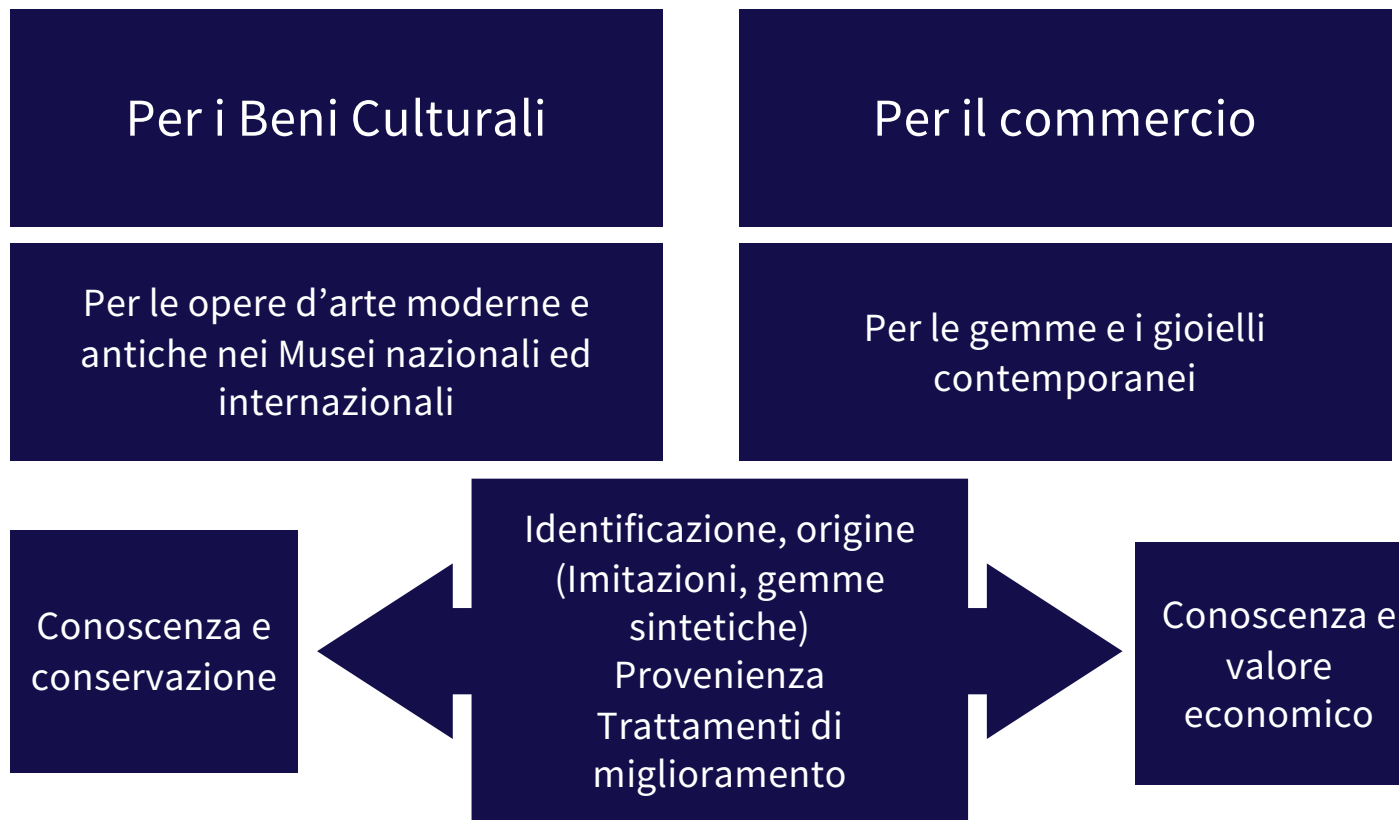 Per i Beni Culturali
Per il commercio
Per le opere d’arte moderne e
antiche nei Musei nazionali ed
internazionali
Per le gemme e i gioielli
contemporanei
Conoscenza e
conservazione
Identificazione, origine
(Imitazioni, gemme
sintetiche)
Provenienza
Trattamenti di
miglioramento
Conoscenza e
valore
economico